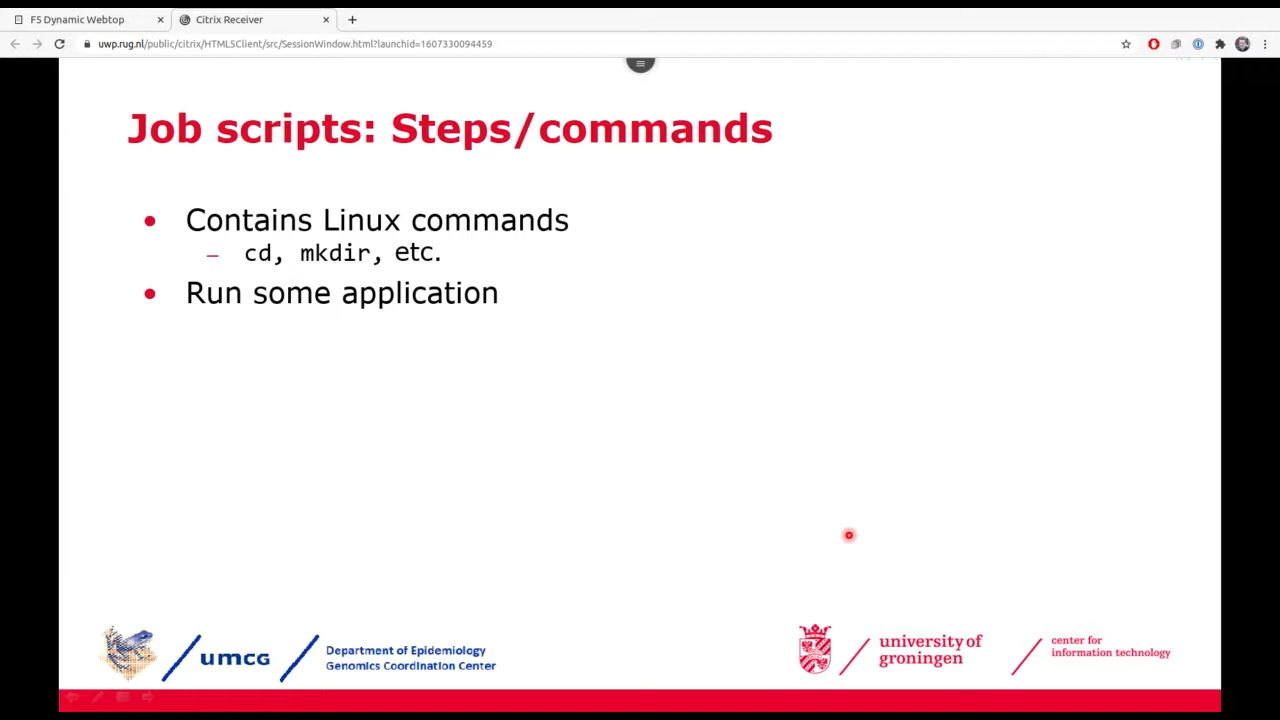 F5 Dynamic Webtop
Citrix Receiver
uwp.rug.nl/public/citrix/HTML5Client/src/SessionWindow.html?launchid=1607330094459
Job scripts: Steps/commands
• Contains Linux commands
– cd, mkdir, etc.
• Run some application
umcg
Department of Epidemiology
Genomics Coordination Center
university of
groningen
center for
information technology